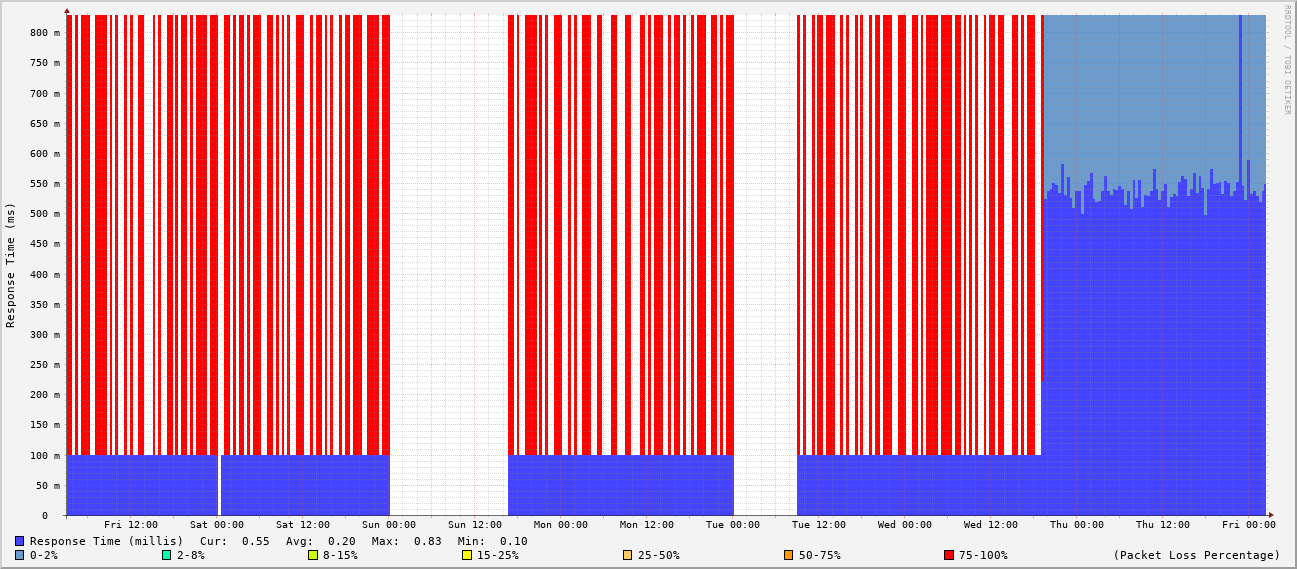 RRDTOOL / TOBI OETIKER
Response Time (ms)
800 m
750 m
700 m
650 m
600 m
550 m
500 m
450 m
400 m
350 m
300 m
250 m
200 m
150 m
100 m
50 m
0
Fri 12:00 Sat 00:00 Sat 12:00 Sun 00:00 Sun 12:00 Mon 00:00 Mon 12:00 Tue 00:00 Tue 12:00 Wed 00:00 Wed 12:00 Thu 00:00 Thu 12:00 Fri 00:00
Response Time (millis) Cur: 0.55 Avg: 0.20 Max: 0.83 Min: 0.10
0-2% 2-8% 8-15% 15-25% 25-50% 50-75% 75-100% (Packet Loss Percentage)